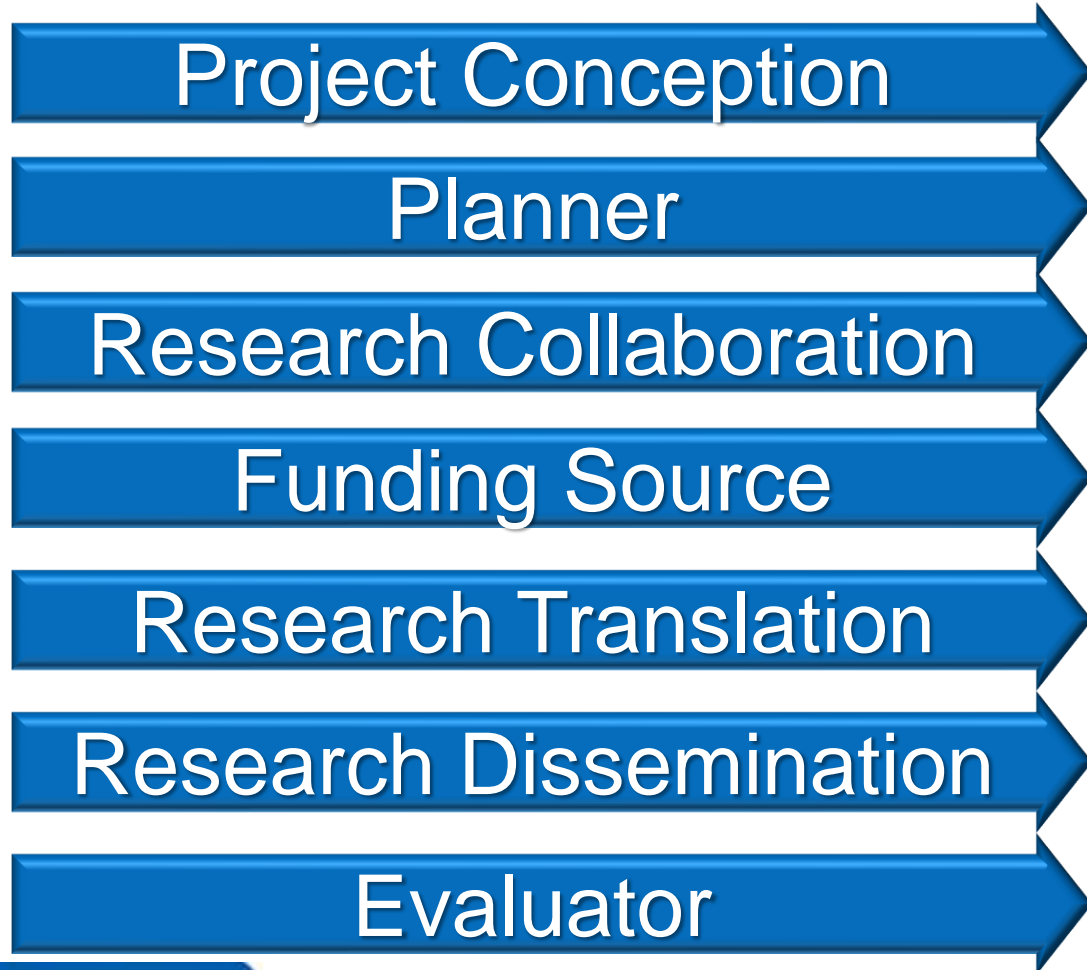 Project Conception
Planner
Research Collaboration
Funding Source
Research Translation
Research Dissemination
Evaluator